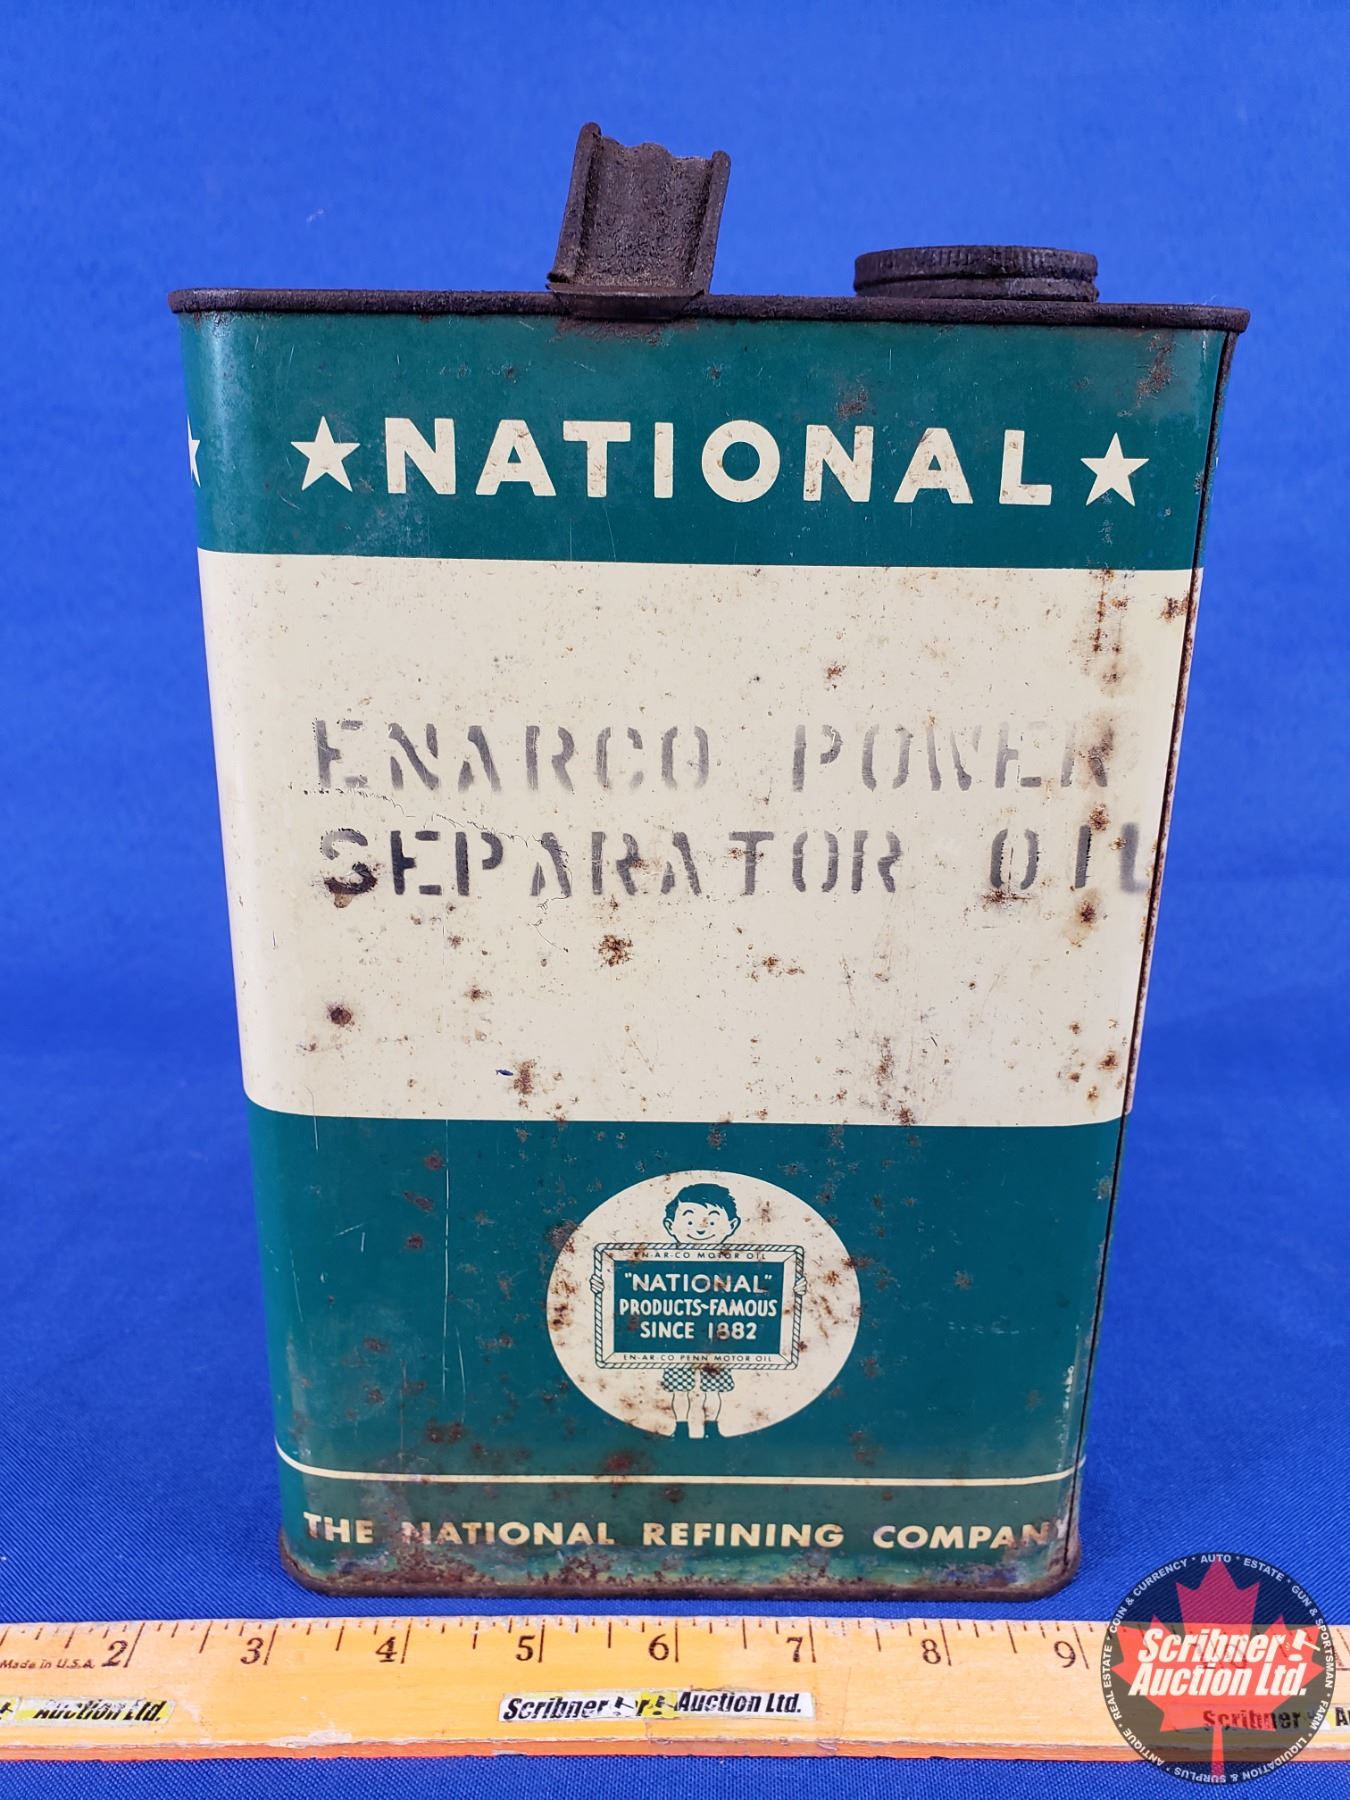 ★ NATIONAL ★
ENARCO POWER
SEPARATOR OIL
EN-AR-CO MOTOR OIL
"NATIONAL"
PRODUCTS-FAMOUS
SINCE 1882
EN-AR-CO PENN MOTOR OIL
THE NATIONAL REFINING COMPANY
2 3 4 5 6 7 8 9
Made in U.S.A.
Auction Ltd.
Scribner Auction Ltd.
Scribner
Scribner
Auction Ltd.
ANTIQUE • REAL ESTATE • COIN & CURRENCY • AUTO • ESTATE • GUN & SPORTSMAN • FARM • LIQUIDATION & SURPLUS •